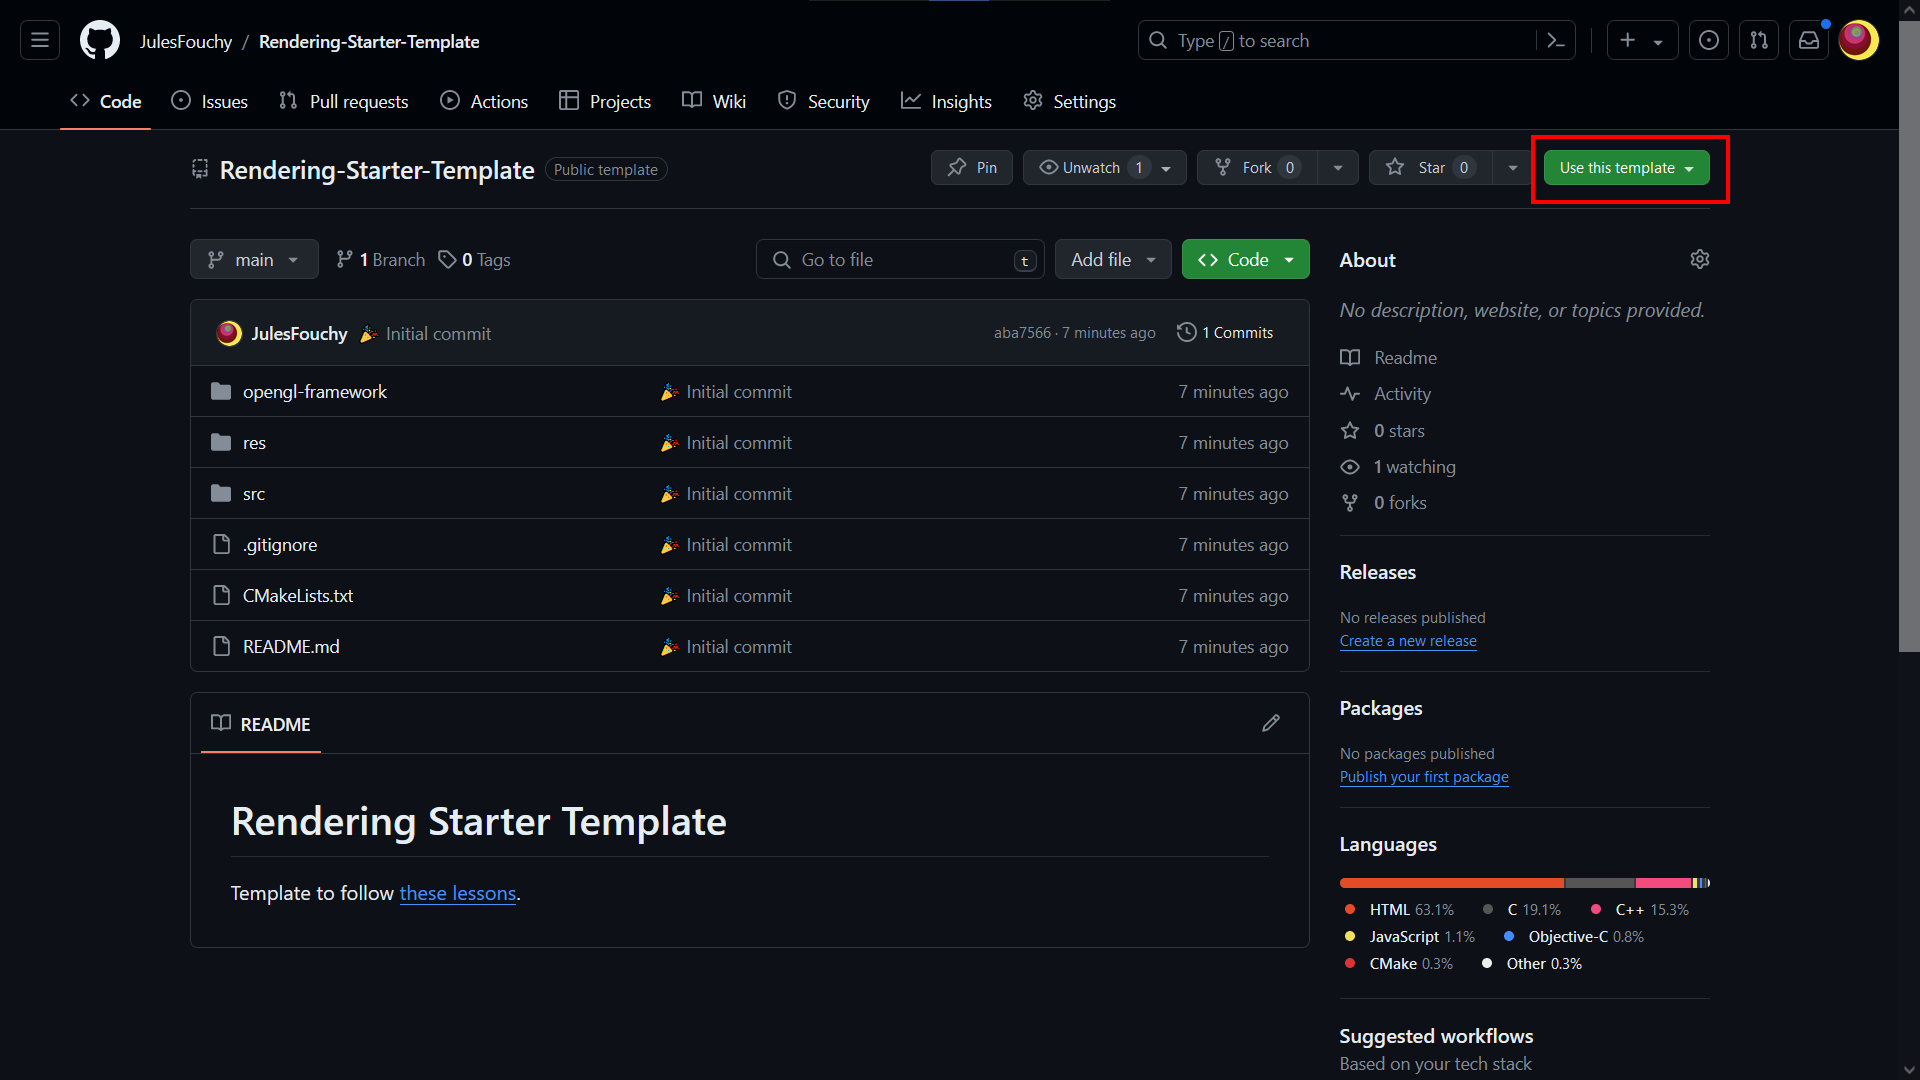 JulesFouchy / Rendering-Starter-Template
Type / to search
Code Issues Pull requests Actions Projects Wiki Security Insights Settings
Rendering-Starter-Template Public template
Pin Unwatch 1 Fork 0 Star 0 Use this template
main 1 Branch 0 Tags Go to file t Add file Code
JulesFouchy 🎉 Initial commit aba7566 · 7 minutes ago 1 Commits
opengl-framework 🎉 Initial commit 7 minutes ago
res 🎉 Initial commit 7 minutes ago
src 🎉 Initial commit 7 minutes ago
.gitignore 🎉 Initial commit 7 minutes ago
CMakeLists.txt 🎉 Initial commit 7 minutes ago
README.md 🎉 Initial commit 7 minutes ago
README
Rendering Starter Template
Template to follow these lessons.
About
No description, website, or topics provided.
Readme
Activity
0 stars
1 watching
0 forks
Releases
No releases published
Create a new release
Packages
No packages published
Publish your first package
Languages
HTML 63.1% C 19.1% C++ 15.3%
JavaScript 1.1% Objective-C 0.8%
CMake 0.3% Other 0.3%
Suggested workflows
Based on your tech stack